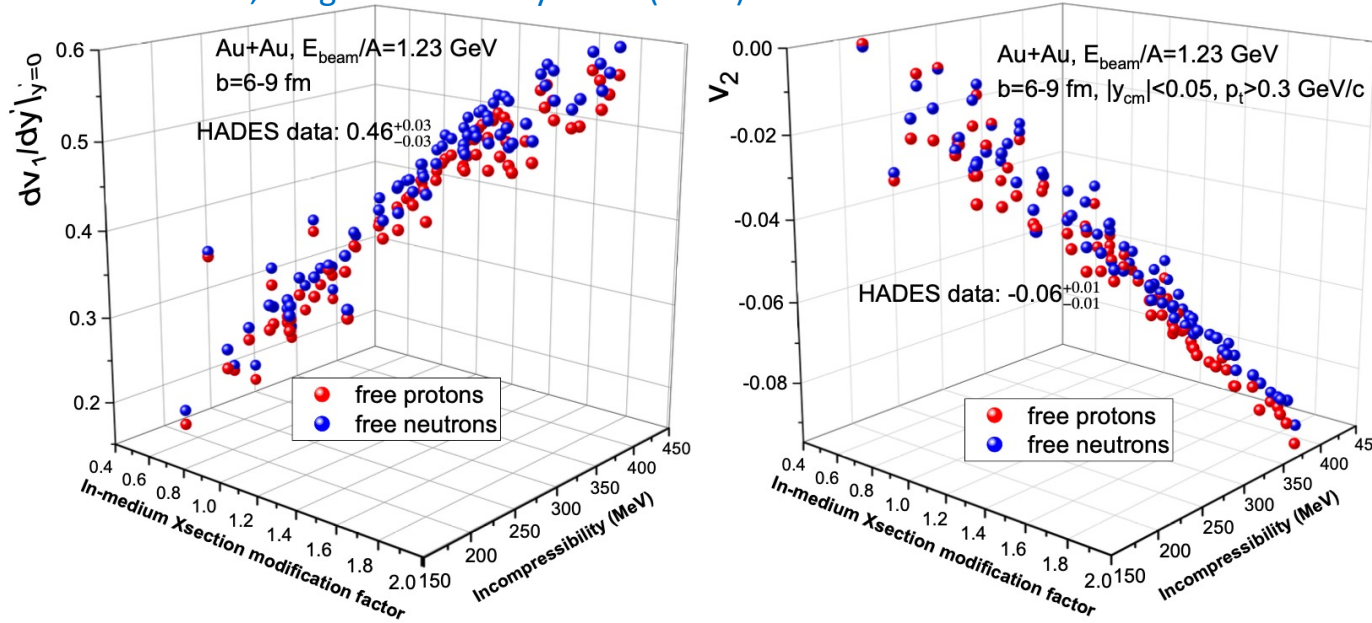 0.6
0.5
0.4
0.3
0.2
dv₁/dy'|y'=0
Au+Au, E_beam/A=1.23 GeV
b=6-9 fm
HADES data: 0.46 +0.03 −0.03
free protons
free neutrons
0.4
0.6
0.8
1.0
1.2
1.4
1.6
1.8
2.0
In-medium Xsection modification factor
150
200
250
300
350
400
450
Incompressibility (MeV)
0.00
-0.02
-0.04
-0.06
-0.08
v₂
Au+Au, E_beam/A=1.23 GeV
b=6-9 fm, |y_cm|<0.05, p_t>0.3 GeV/c
HADES data: -0.06 +0.01 −0.01
free protons
free neutrons
0.4
0.6
0.8
1.0
1.2
1.4
1.6
1.8
2.0
In-medium Xsection modification factor
150
200
250
300
350
400
Incompressibility (MeV)